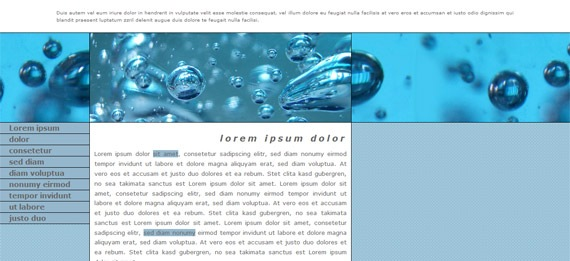 Duis autem vel eum iriure dolor in hendrerit in vulputate velit esse molestie consequat, vel illum dolore eu feugiat nulla facilisis at vero eros et accumsan et iusto odio dignissim qui
blandit praesent luptatum zzril delenit augue duis dolore te feugait nulla facilisi.
Lorem ipsum
dolor
consetetur
sed diam
diam voluptua
nonumy eirmod
tempor invidunt
ut labore
justo duo
lorem ipsum dolor
Lorem ipsum dolor sit amet, consetetur sadipscing elitr, sed diam nonumy eirmod
tempor invidunt ut labore et dolore magna aliquyam erat, sed diam voluptua. At
vero eos et accusam et justo duo dolores et ea rebum. Stet clita kasd gubergren,
no sea takimata sanctus est Lorem ipsum dolor sit amet. Lorem ipsum dolor sit
amet, consetetur sadipscing elitr, sed diam nonumy eirmod tempor invidunt ut
labore et dolore magna aliquyam erat, sed diam voluptua. At vero eos et accusam
et justo duo dolores et ea rebum. Stet clita kasd gubergren, no sea takimata
sanctus est Lorem ipsum dolor sit amet. Lorem ipsum dolor sit amet, consetetur
sadipscing elitr, sed diam nonumy eirmod tempor invidunt ut labore et dolore magna
aliquyam erat, sed diam voluptua. At vero eos et accusam et justo duo dolores et
ea rebum. Stet clita kasd gubergren, no sea takimata sanctus est Lorem ipsum